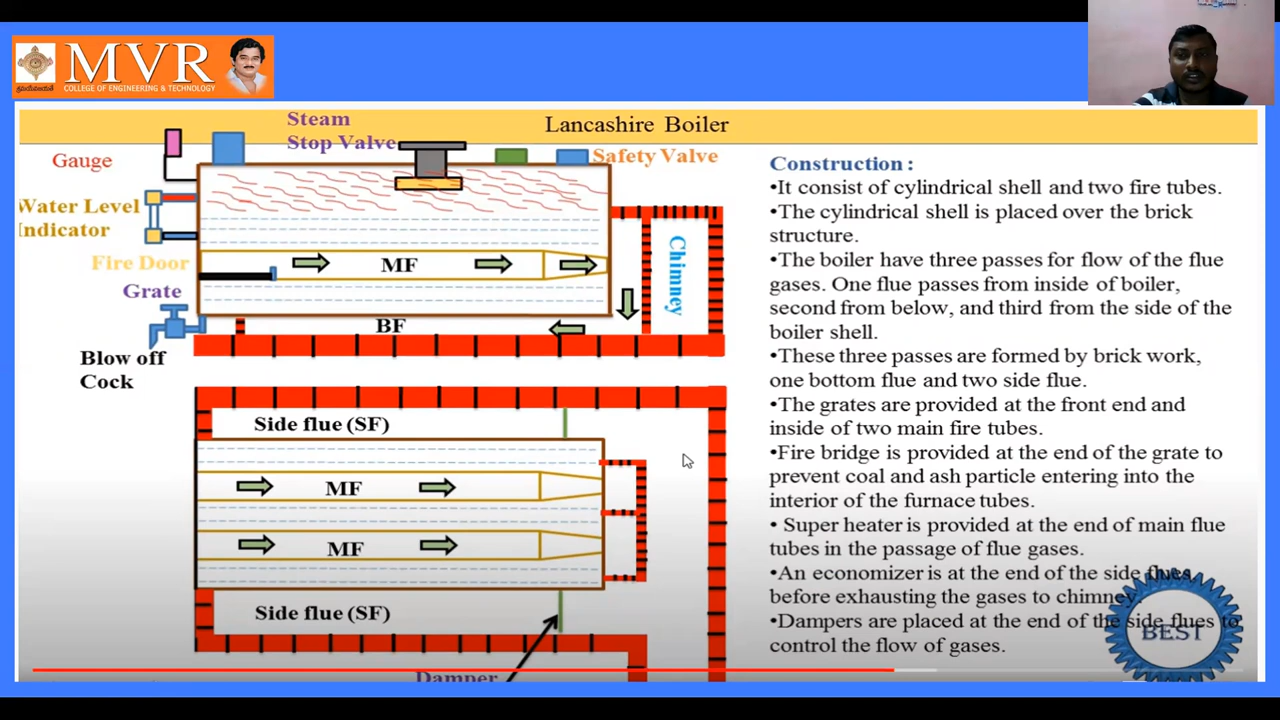 MVR
COLLEGE OF ENGINEERING & TECHNOLOGY
Lancashire Boiler
Steam
Stop Valve
Gauge
Safety Valve
Water Level
Indicator
Fire Door
Grate
MF
Chimney
BF
Blow off
Cock
Side flue (SF)
MF
MF
Side flue (SF)
Damper
Construction :
•It consist of cylindrical shell and two fire tubes.
•The cylindrical shell is placed over the brick
structure.
•The boiler have three passes for flow of the flue
gases. One flue passes from inside of boiler,
second from below, and third from the side of the
boiler shell.
•These three passes are formed by brick work,
one bottom flue and two side flue.
•The grates are provided at the front end and
inside of two main fire tubes.
•Fire bridge is provided at the end of the grate to
prevent coal and ash particle entering into the
interior of the furnace tubes.
• Super heater is provided at the end of main flue
tubes in the passage of flue gases.
•An economizer is at the end of the side flues
before exhausting the gases to chimney.
•Dampers are placed at the end of the side flues to
control the flow of gases.
BEST